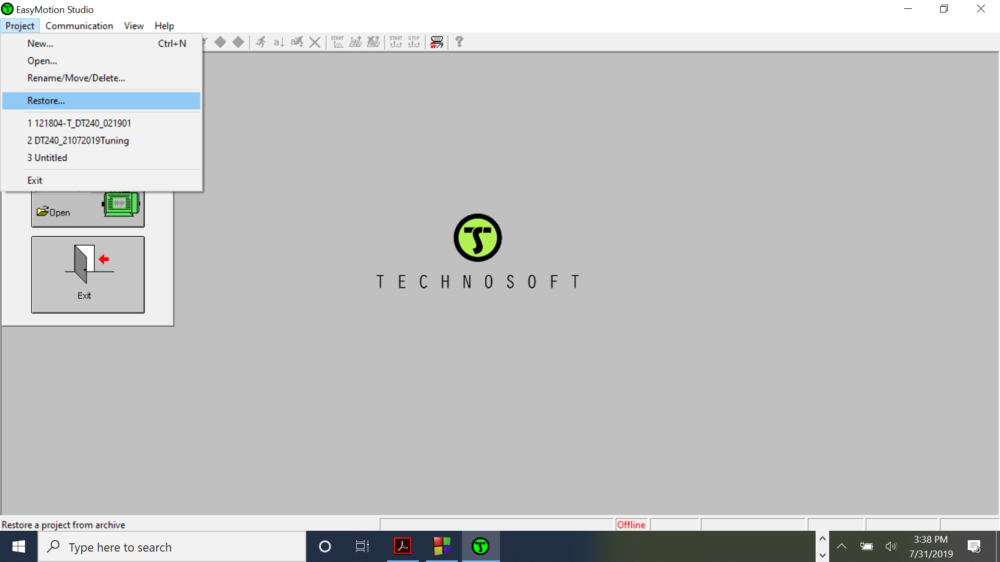 EasyMotion Studio
Project Communication View Help
New... Ctrl+N
Open...
Rename/Move/Delete...
Restore...
1 121804-T_DT240_021901
2 DT240_21072019Tuning
3 Untitled
Exit
START
START STOP
Open
Exit
TECHNOSOFT
Restore a project from archive
Offline
Type here to search
3:38 PM
7/31/2019